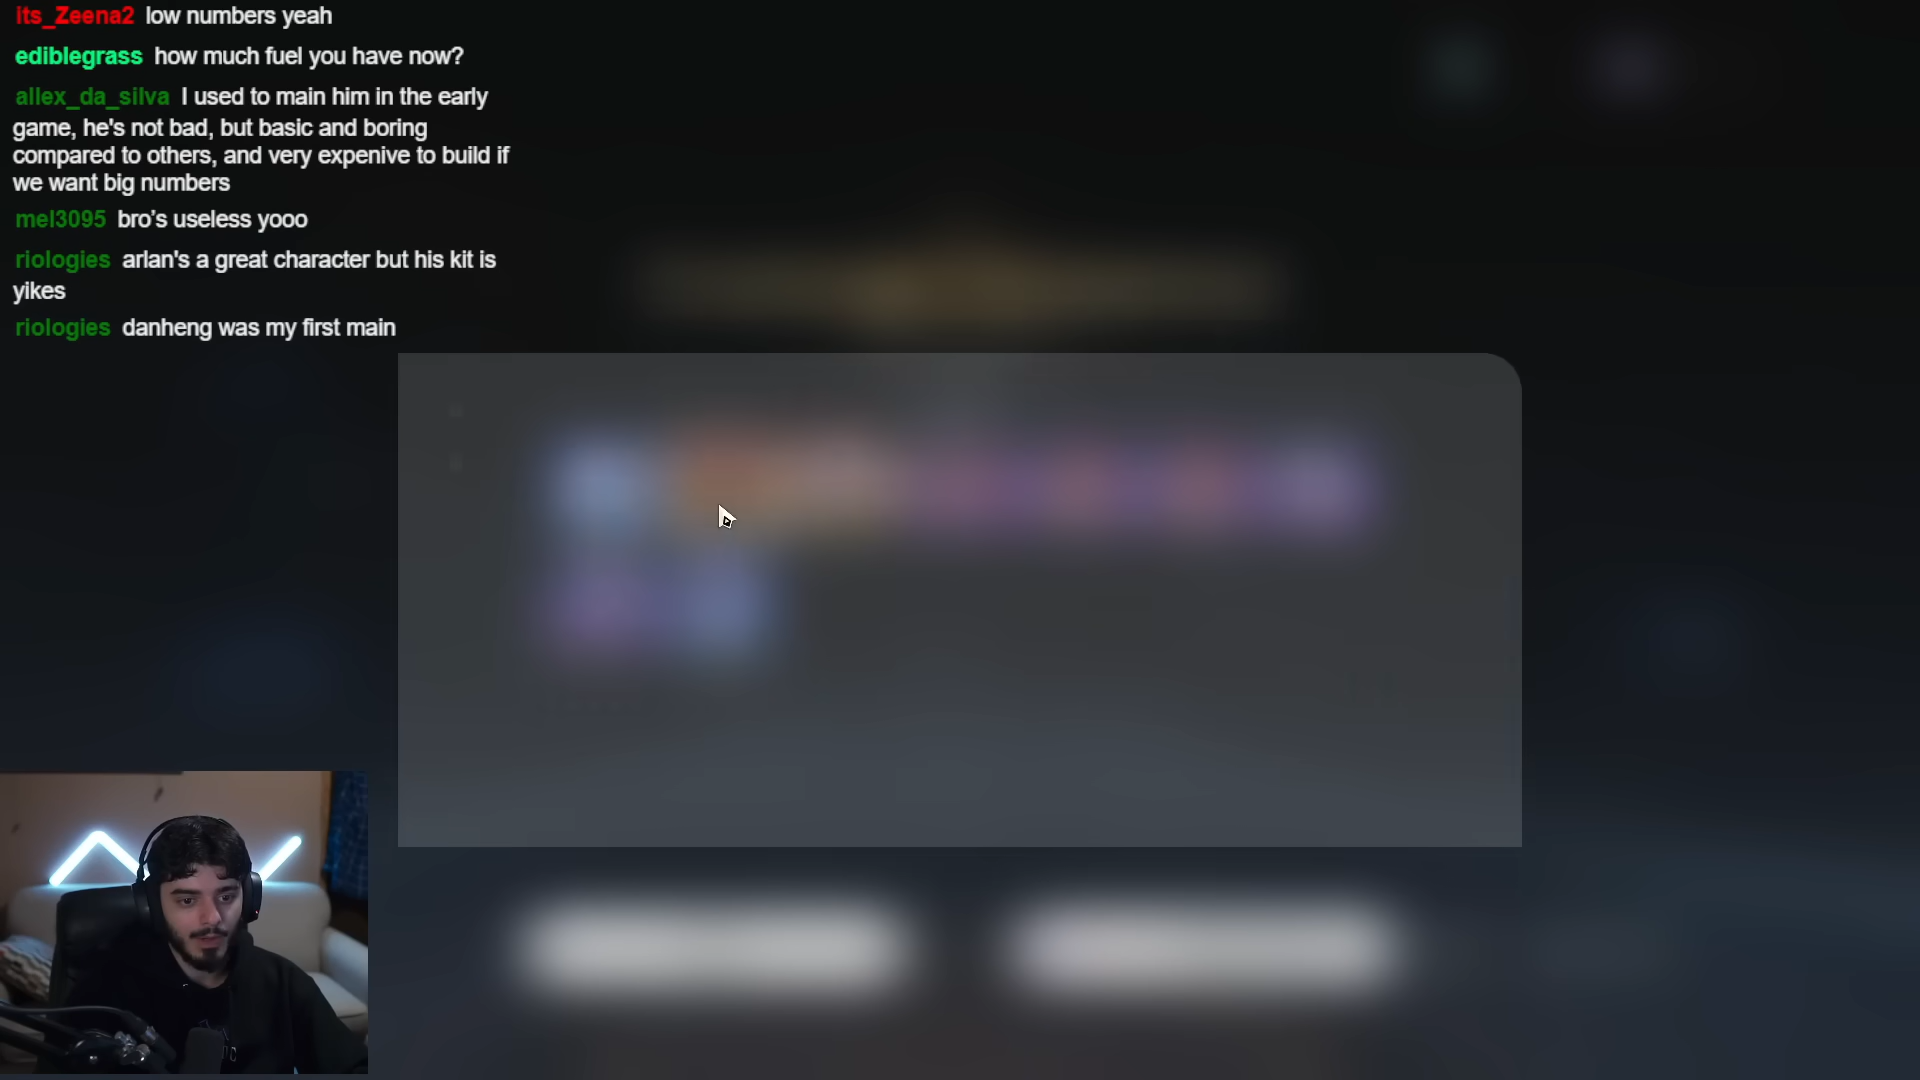 its_Zeena2 low numbers yeah
ediblegrass how much fuel you have now?
allex_da_silva I used to main him in the early
game, he's not bad, but basic and boring
compared to others, and very expenive to build if
we want big numbers
mel3095 bro's useless yooo
riologies arlan's a great character but his kit is
yikes
riologies danheng was my first main